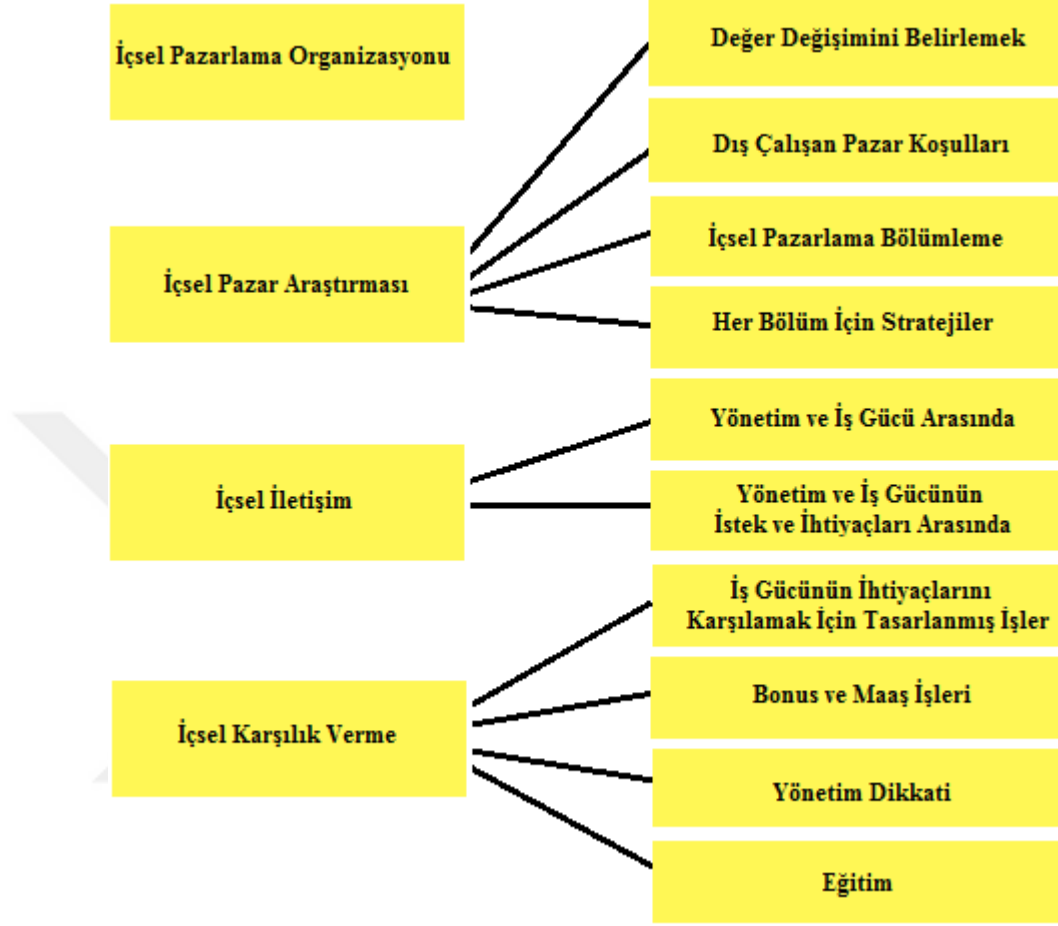 İçsel Pazarlama Organizasyonu
Değer Değişimini Belirlemek
Dış Çalışan Pazar Koşulları
İçsel Pazar Araştırması
İçsel Pazarlama Bölümleme
Her Bölüm İçin Stratejiler
İçsel İletişim
Yönetim ve İş Gücü Arasında
Yönetim ve İş Gücünün
İstek ve İhtiyaçları Arasında
İçsel Karşılık Verme
İş Gücünün İhtiyaçlarını
Karşılamak İçin Tasarlanmış İşler
Bonus ve Maaş İşleri
Yönetim Dikkati
Eğitim